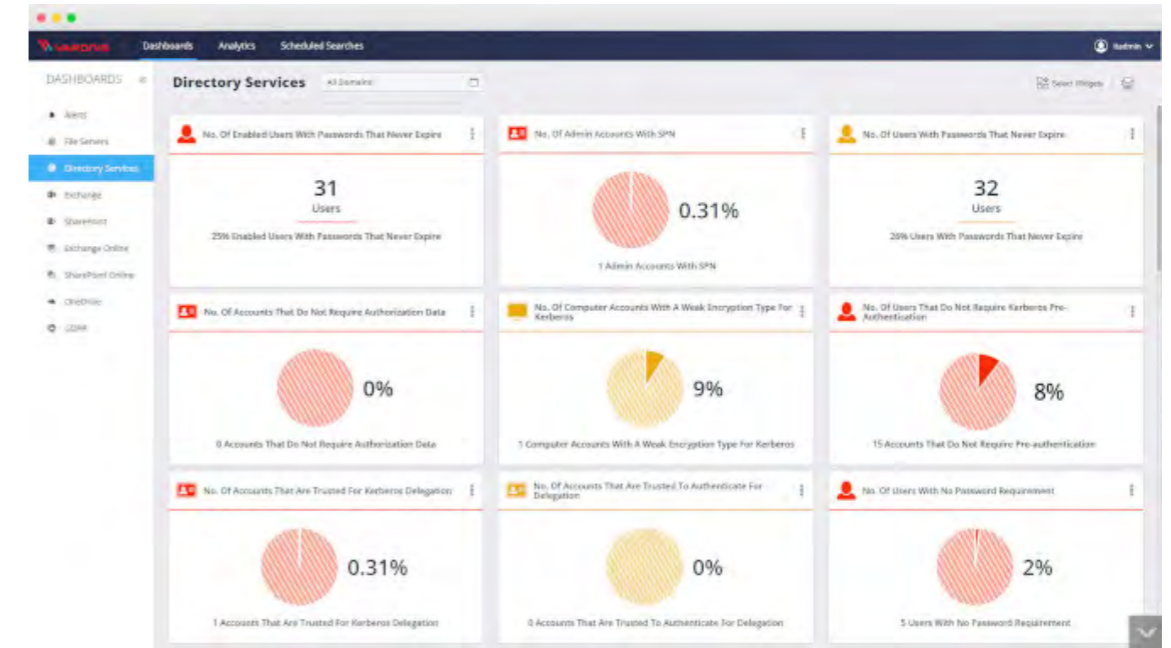 VARONIS Dashboards Analytics Scheduled Searches
DASHBOARDS
Directory Services All Domains Select Widgets
Alerts
File Servers
Directory Services
Exchange
SharePoint
Exchange Online
SharePoint Online
OneDrive
GDPR
No. Of Enabled Users With Passwords That Never Expire
31
Users
25% Enabled Users With Passwords That Never Expire
No. Of Admin Accounts With SPN
0.31%
1 Admin Accounts With SPN
No. Of Users With Passwords That Never Expire
32
Users
26% Users With Passwords That Never Expire
No. Of Accounts That Do Not Require Authorization Data
0%
0 Accounts That Do Not Require Authorization Data
No. Of Computer Accounts With A Weak Encryption Type For
Kerberos
9%
1 Computer Accounts With A Weak Encryption Type For Kerberos
No. Of Users That Do Not Require Kerberos Pre-
Authentication
8%
15 Accounts That Do Not Require Pre-authentication
No. Of Accounts That Are Trusted For Kerberos Delegation
0.31%
1 Accounts That Are Trusted For Kerberos Delegation
No. Of Accounts That Are Trusted To Authenticate For
Delegation
0%
0 Accounts That Are Trusted To Authenticate For Delegation
No. Of Users With No Password Requirement
2%
5 Users With No Password Requirement